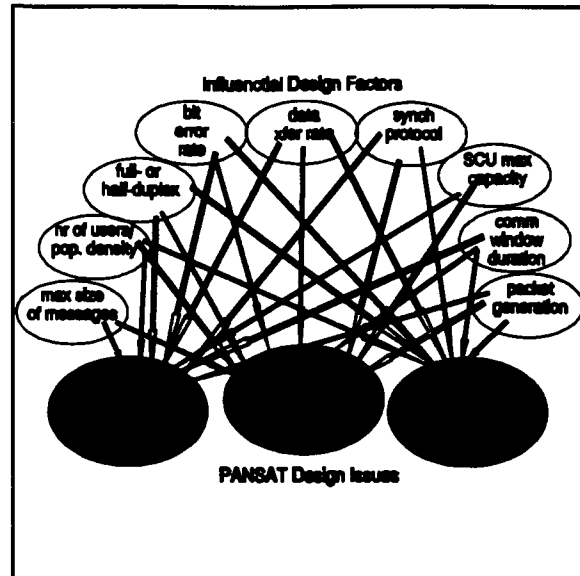 Influencial Design Factors
bit
error
rate
data
xfer rate
synch
protocol
full- or
half-duplex
SCU max
capacity
nr of users/
pop. density
comm
window
duration
max size
of messages
packet
generation
PANSAT Design Issues